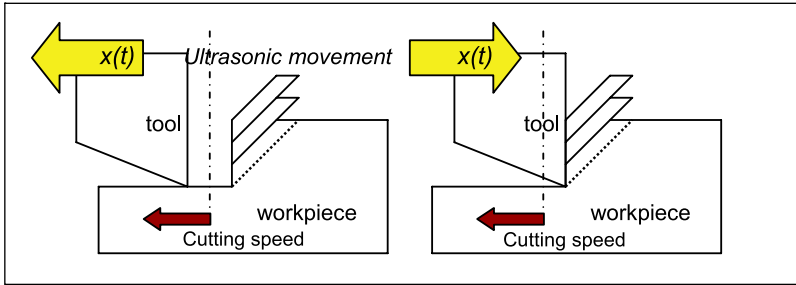 x(t)
Ultrasonic movement
tool
workpiece
Cutting speed
x(t)
tool
workpiece
Cutting speed